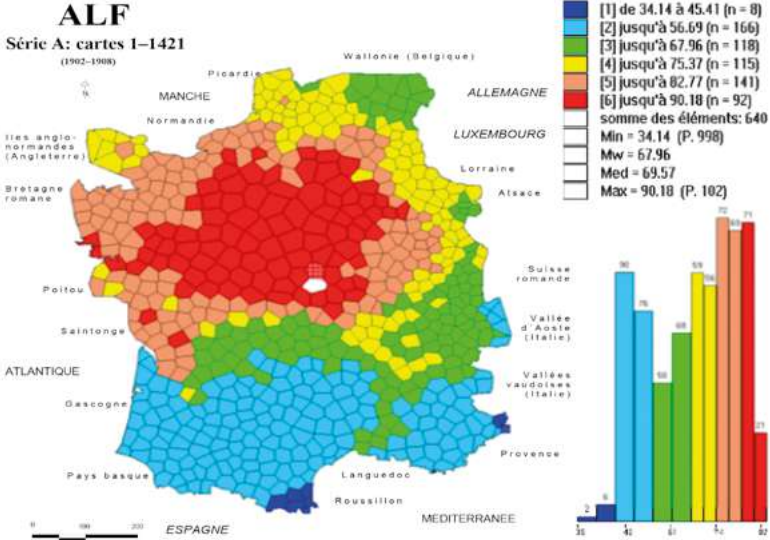 ALF
Série A: cartes 1–1421
(1902–1908)
N
[1] de 34.14 à 45.41 (n = 8)
[2] jusqu'à 56.69 (n = 166)
[3] jusqu'à 67.96 (n = 118)
[4] jusqu'à 75.37 (n = 115)
[5] jusqu'à 82.77 (n = 141)
[6] jusqu'à 90.18 (n = 92)
somme des éléments: 640
Min = 34.14 (P. 998)
Mw = 67.96
Med = 69.57
Max = 90.18 (P. 102)
Wallonie (Belgique)
Picardie
MANCHE
ALLEMAGNE
Normandie
LUXEMBOURG
Iles anglo-
normandes
(Angleterre)
Lorraine
Bretagne
romane
Alsace
Poitou
Suisse
romande
Saintonge
Vallée
d'Aoste
(Italie)
ATLANTIQUE
Vallées
vaudoises
(Italie)
Gascogne
Provence
Pays basque
Languedoc
Roussillon
MEDITERRANEE
ESPAGNE
0 100 200
2 6 90 76 68 59 72 69 71 21